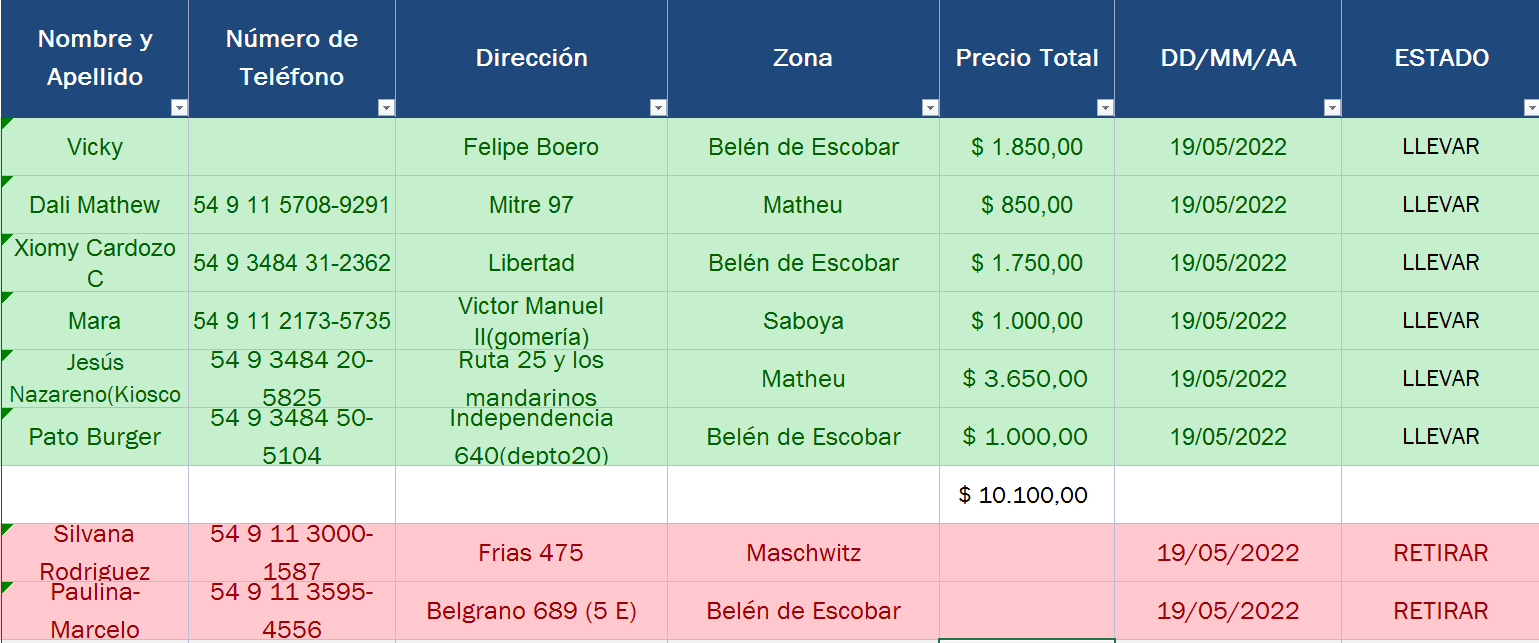 Nombre y Apellido Número de Teléfono Dirección Zona Precio Total DD/MM/AA ESTADO
Vicky Felipe Boero Belén de Escobar $ 1.850,00 19/05/2022 LLEVAR
Dali Mathew 54 9 11 5708-9291 Mitre 97 Matheu $ 850,00 19/05/2022 LLEVAR
Xiomy Cardozo C 54 9 3484 31-2362 Libertad Belén de Escobar $ 1.750,00 19/05/2022 LLEVAR
Mara 54 9 11 2173-5735 Victor Manuel II(gomería) Saboya $ 1.000,00 19/05/2022 LLEVAR
Jesús Nazareno(Kiosco 54 9 3484 20-5825 Ruta 25 y los mandarinos Matheu $ 3.650,00 19/05/2022 LLEVAR
Pato Burger 54 9 3484 50-5104 Independencia 640(depto20) Belén de Escobar $ 1.000,00 19/05/2022 LLEVAR
$ 10.100,00
Silvana Rodriguez 54 9 11 3000-1587 Frias 475 Maschwitz 19/05/2022 RETIRAR
Paulina-Marcelo 54 9 11 3595-4556 Belgrano 689 (5 E) Belén de Escobar 19/05/2022 RETIRAR